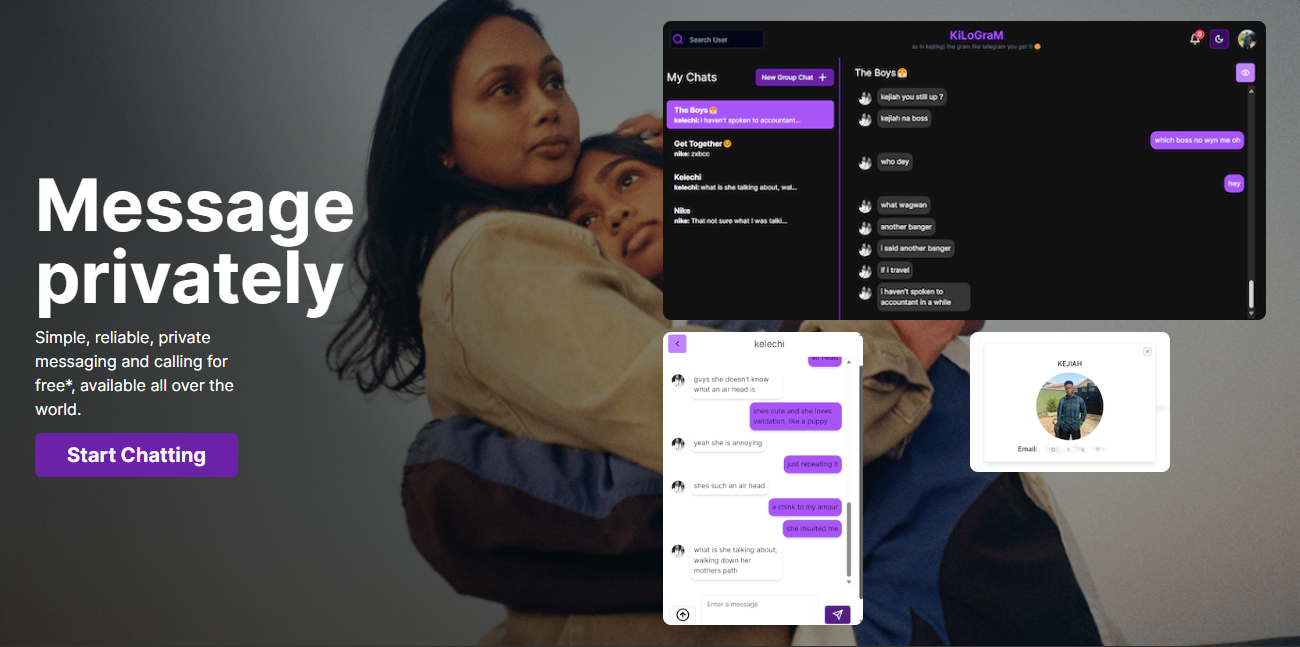 Message
privately
Simple, reliable, private
messaging and calling for
free*, available all over the
world.
Start Chatting
Search User
KiLoGraM
as in kej(ilog) the gram like telegram you get it
My Chats
New Group Chat +
The Boys
kelechi: i haven't spoken to accountant...
Get Together
nike: zxbcc
Kelechi
kelechi: what is she talking about, wal...
Nike
nike: That not sure what i was talki...
The Boys
kejiah you still up ?
kejiah na boss
which boss no wyn me oh
who dey
hey
what wagwan
another banger
i said another banger
if i travel
i haven't spoken to
accountant in a while
kelechi
air head
guys she doesn't know
what an air head is
shes cute and she loves
validation, like a puppy
yeah she is annoying
just repeating it
shes such an air head
a chink to my amour
she insulted me
what is she talking about,
walking down her
mothers path
Enter a message
KEJIAH
Email: